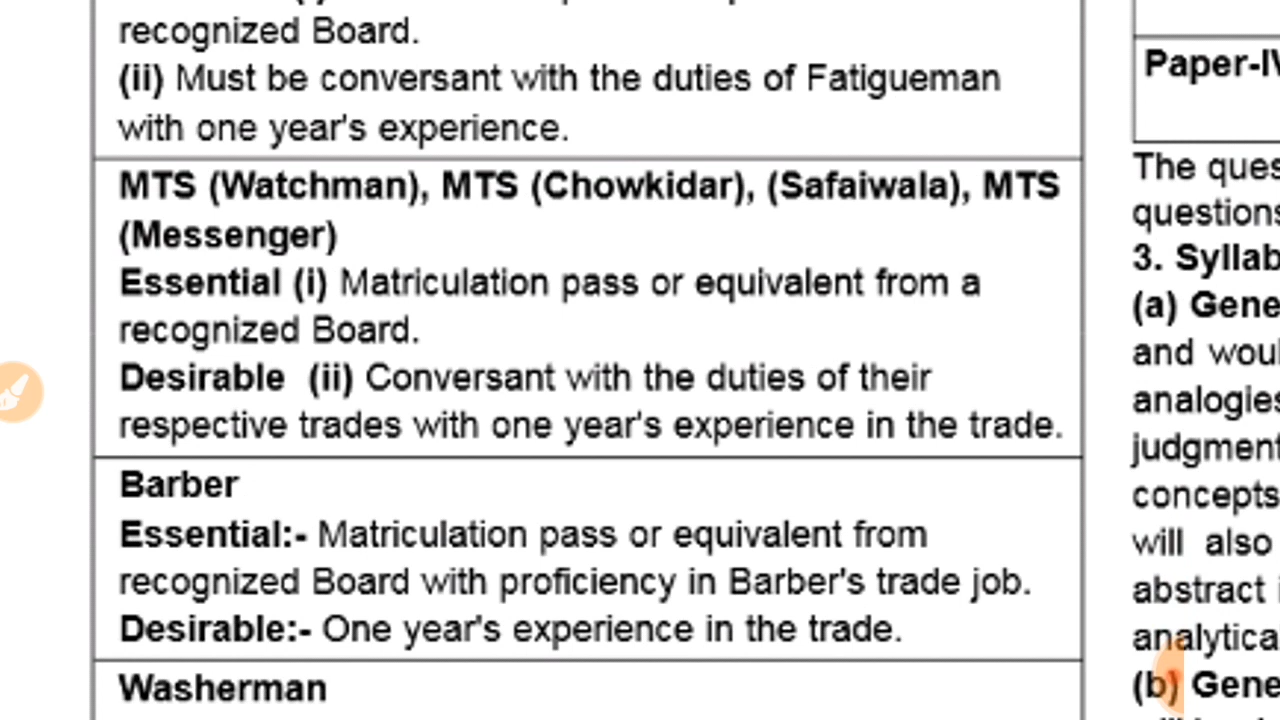 recognized Board.
(ii) Must be conversant with the duties of Fatigueman
with one year's experience.
MTS (Watchman), MTS (Chowkidar), (Safaiwala), MTS
(Messenger)
Essential (i) Matriculation pass or equivalent from a
recognized Board.
Desirable (ii) Conversant with the duties of their
respective trades with one year's experience in the trade.
Barber
Essential:- Matriculation pass or equivalent from
recognized Board with proficiency in Barber's trade job.
Desirable:- One year's experience in the trade.
Washerman
Paper-IV
The ques
questions
3. Syllab
(a) Gene
and woul
analogies
judgment
concepts
will also
abstract i
analytica
(b) Gene